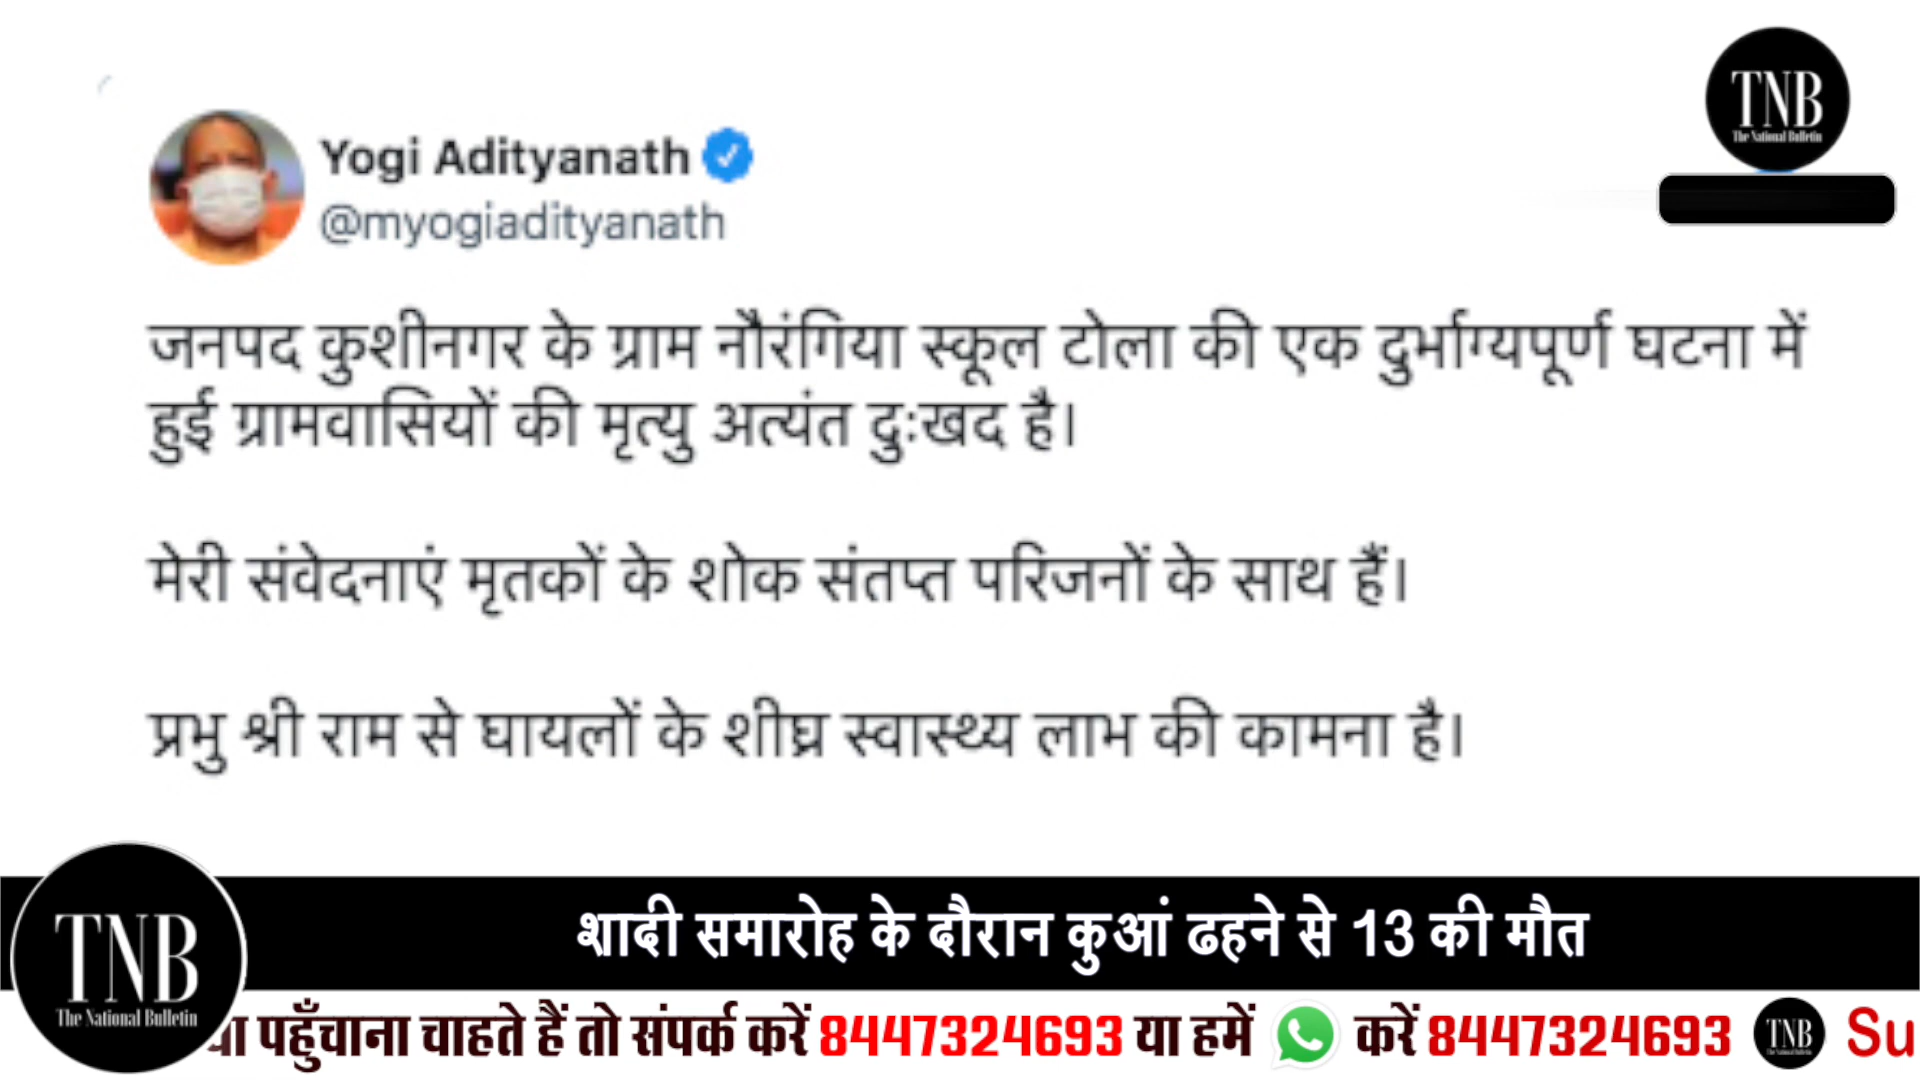 TNB
The National Bulletin
Yogi Adityanath
@myogiadityanath
जनपद कुशीनगर के ग्राम नौरंगिया स्कूल टोला की एक दुर्भाग्यपूर्ण घटना में
हुई ग्रामवासियों की मृत्यु अत्यंत दुःखद है।
मेरी संवेदनाएं मृतकों के शोक संतप्त परिजनों के साथ हैं।
प्रभु श्री राम से घायलों के शीघ्र स्वास्थ्य लाभ की कामना है।
शादी समारोह के दौरान कुआं ढहने से 13 की मौत
TNB
The National Bulletin
पहुँचाना चाहते हैं तो संपर्क करें 8447324693 या हमें करें 8447324693 TNB Su